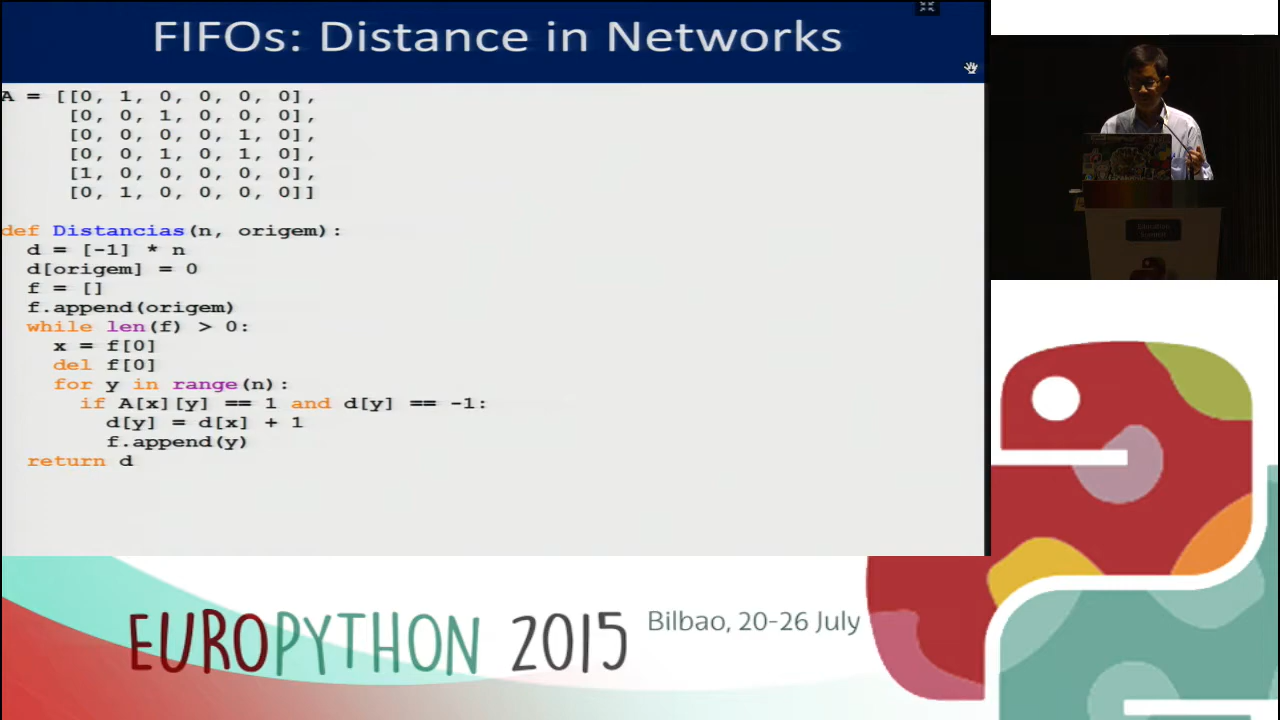 FIFOs: Distance in Networks
A = [[0, 1, 0, 0, 0, 0],
[0, 0, 1, 0, 0, 0],
[0, 0, 0, 0, 1, 0],
[0, 0, 1, 0, 1, 0],
[1, 0, 0, 0, 0, 0],
[0, 1, 0, 0, 0, 0]]
def Distancias(n, origem):
d = [-1] * n
d[origem] = 0
f = []
f.append(origem)
while len(f) > 0:
x = f[0]
del f[0]
for y in range(n):
if A[x][y] == 1 and d[y] == -1:
d[y] = d[x] + 1
f.append(y)
return d
Education
Summit
EUROPYTHON 2015
Bilbao, 20-26 July